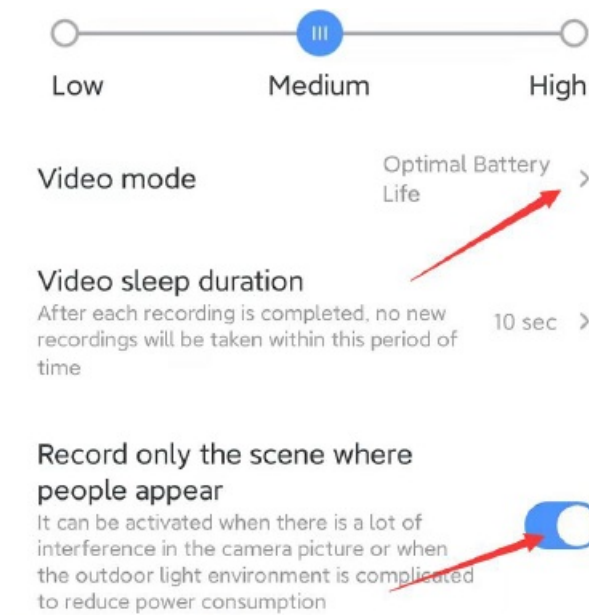 Low Medium High
Video mode
Optimal Battery
Life
Video sleep duration
After each recording is completed, no new
recordings will be taken within this period of
time
10 sec
Record only the scene where
people appear
It can be activated when there is a lot of
interference in the camera picture or when
the outdoor light environment is complicated
to reduce power consumption